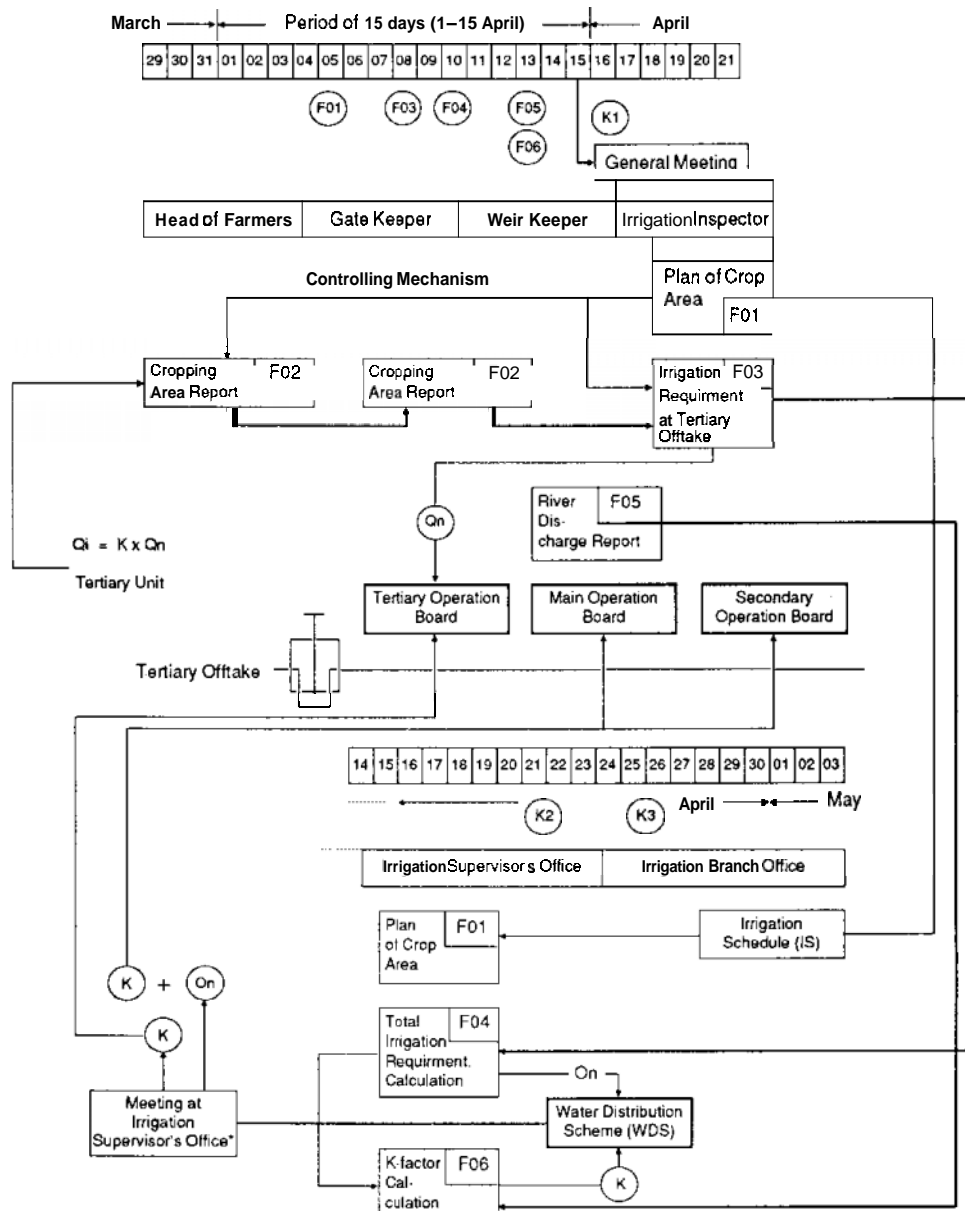 March Period of 15 days (1–15 April) April
29 30 31 01 02 03 04 05 06 07 08 09 10 11 12 13 14 15 16 17 18 19 20 21
F01 F03 F04 F05 K1
F06
General Meeting
Head of Farmers Gate Keeper Weir Keeper Irrigation Inspector
Controlling Mechanism
Plan of Crop
Area
F01
Cropping F02
Area Report
Cropping F02
Area Report
Irrigation F03
Requirment
at Tertiary
Offtake
Qn
River F05
Dis-
charge Report
Qi = K x Qn
Tertiary Unit
Tertiary Operation
Board
Main Operation
Board
Secondary
Operation Board
Tertiary Offtake
14 15 16 17 18 19 20 21 22 23 24 25 26 27 28 29 30 01 02 03
K2 K3 April May
Irrigation Supervisor's Office Irrigation Branch Office
Plan F01
of Crop
Area
Irrigation
Schedule (IS)
K + On
K
Total F04
Irrigation
Requirment.
Calculation
On
Meeting at
Irrigation
Supervisor's Office*
Water Distribution
Scheme (WDS)
K-factor F06
Cal-
culation
K